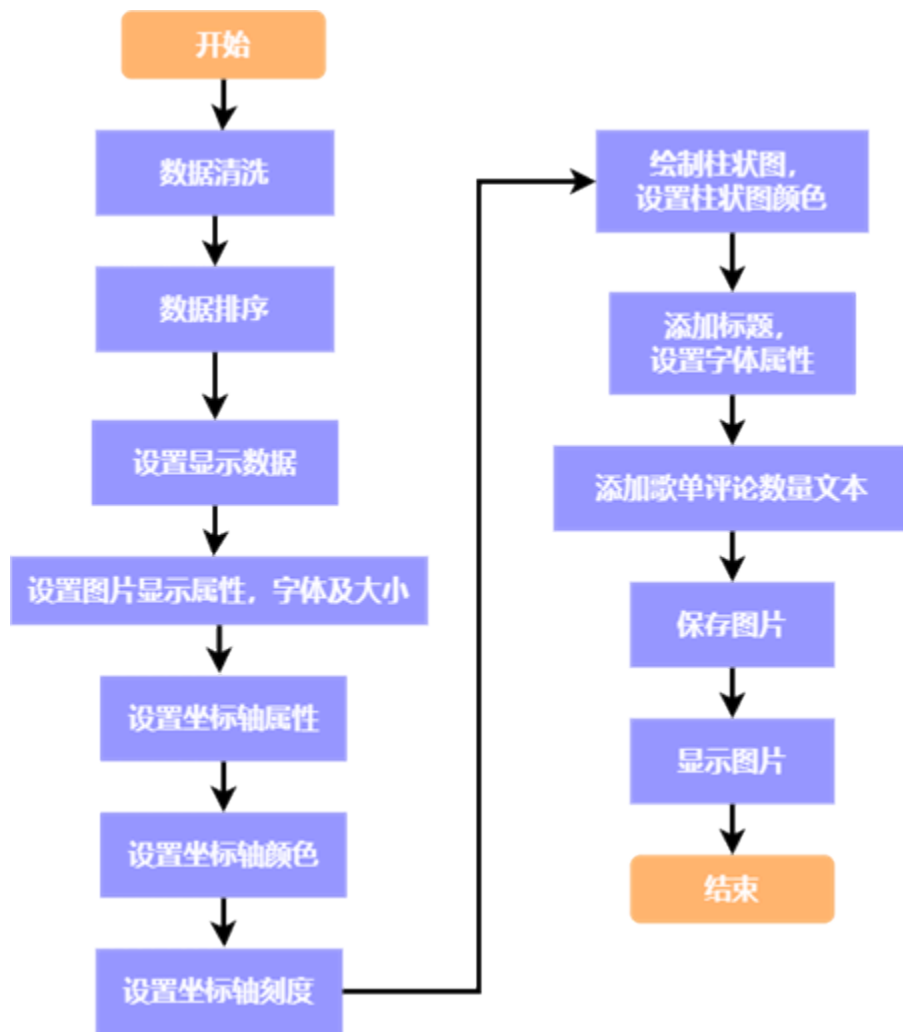 开始
数据清洗
数据排序
设置显示数据
设置图片显示属性，字体及大小
设置坐标轴属性
设置坐标轴颜色
设置坐标轴刻度
绘制柱状图，
设置柱状图颜色
添加标题，
设置字体属性
添加歌单评论数量文本
保存图片
显示图片
结束